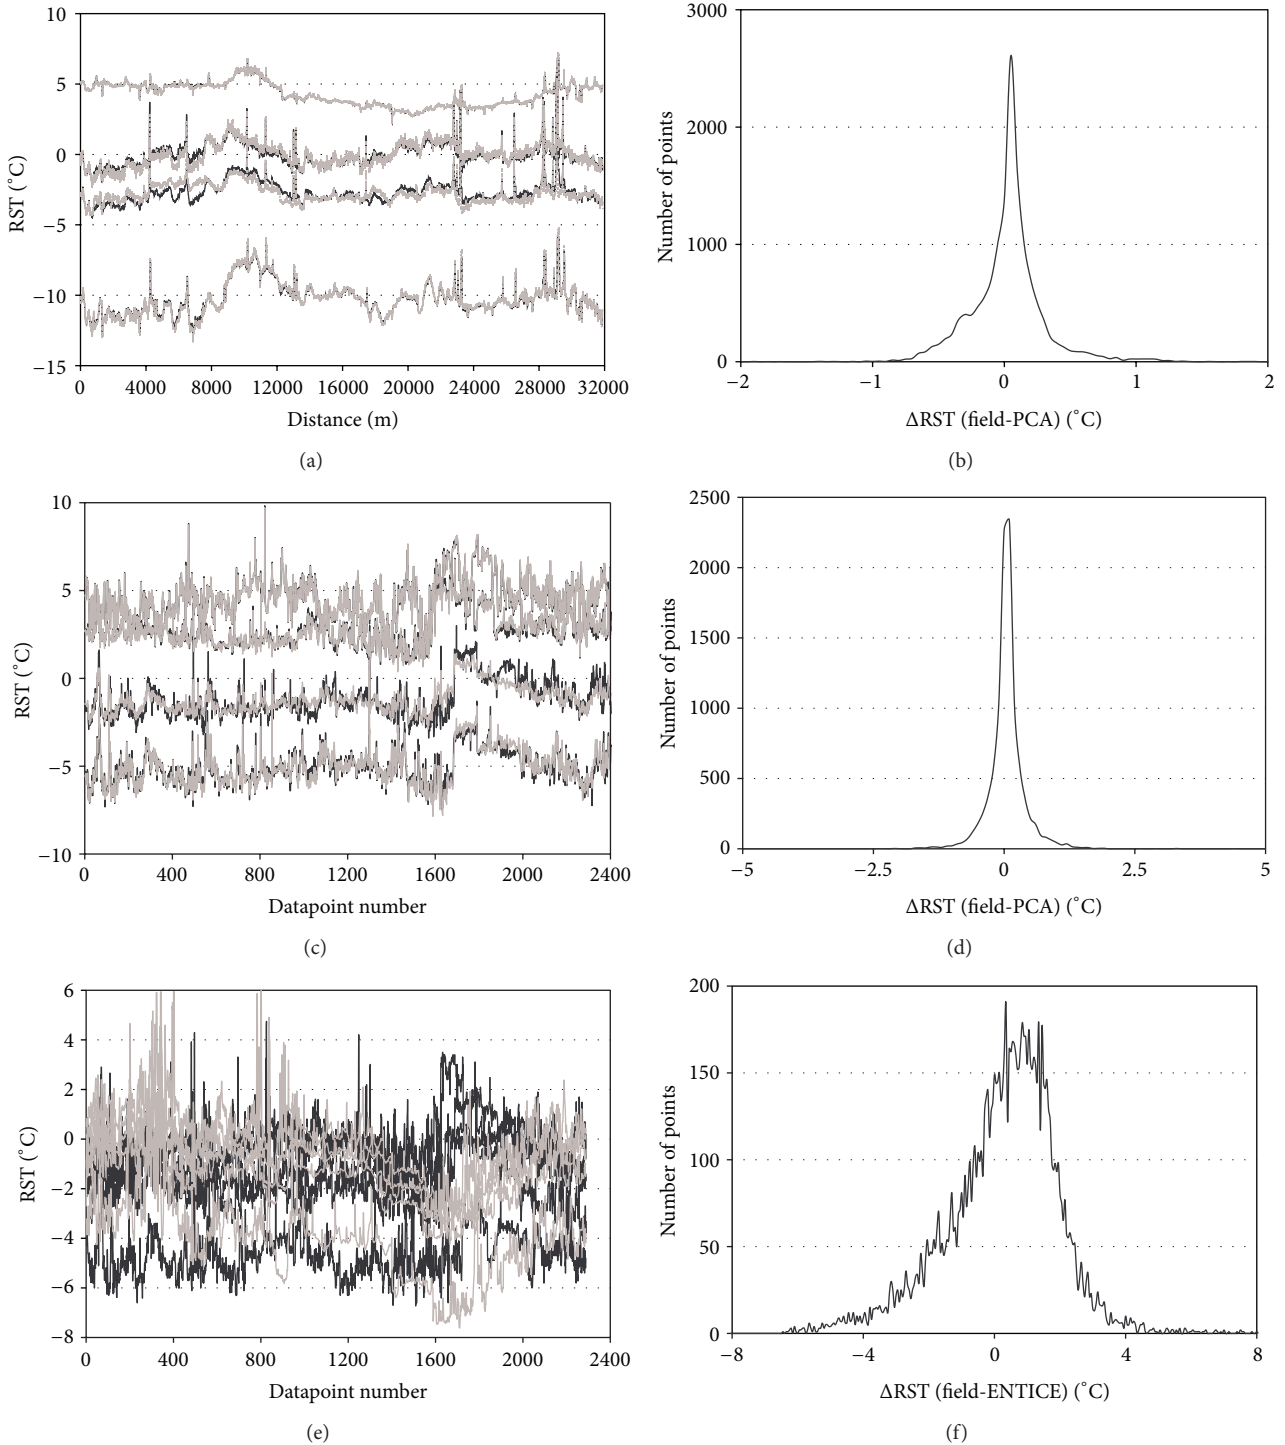 10
5
0
−5
−10
−15
RST (°C)
0 4000 8000 12000 16000 20000 24000 28000 32000
Distance (m)
(a)
3000
2000
1000
0
Number of points
−2 −1 0 1 2
ΔRST (field-PCA) (°C)
(b)
10
5
0
−5
−10
RST (°C)
0 400 800 1200 1600 2000 2400
Datapoint number
(c)
2500
2000
1500
1000
500
0
Number of points
−5 −2.5 0 2.5 5
ΔRST (field-PCA) (°C)
(d)
6
4
2
0
−2
−4
−6
−8
RST (°C)
0 400 800 1200 1600 2000 2400
Datapoint number
(e)
200
150
100
50
0
Number of points
−8 −4 0 4 8
ΔRST (field-ENTICE) (°C)
(f)